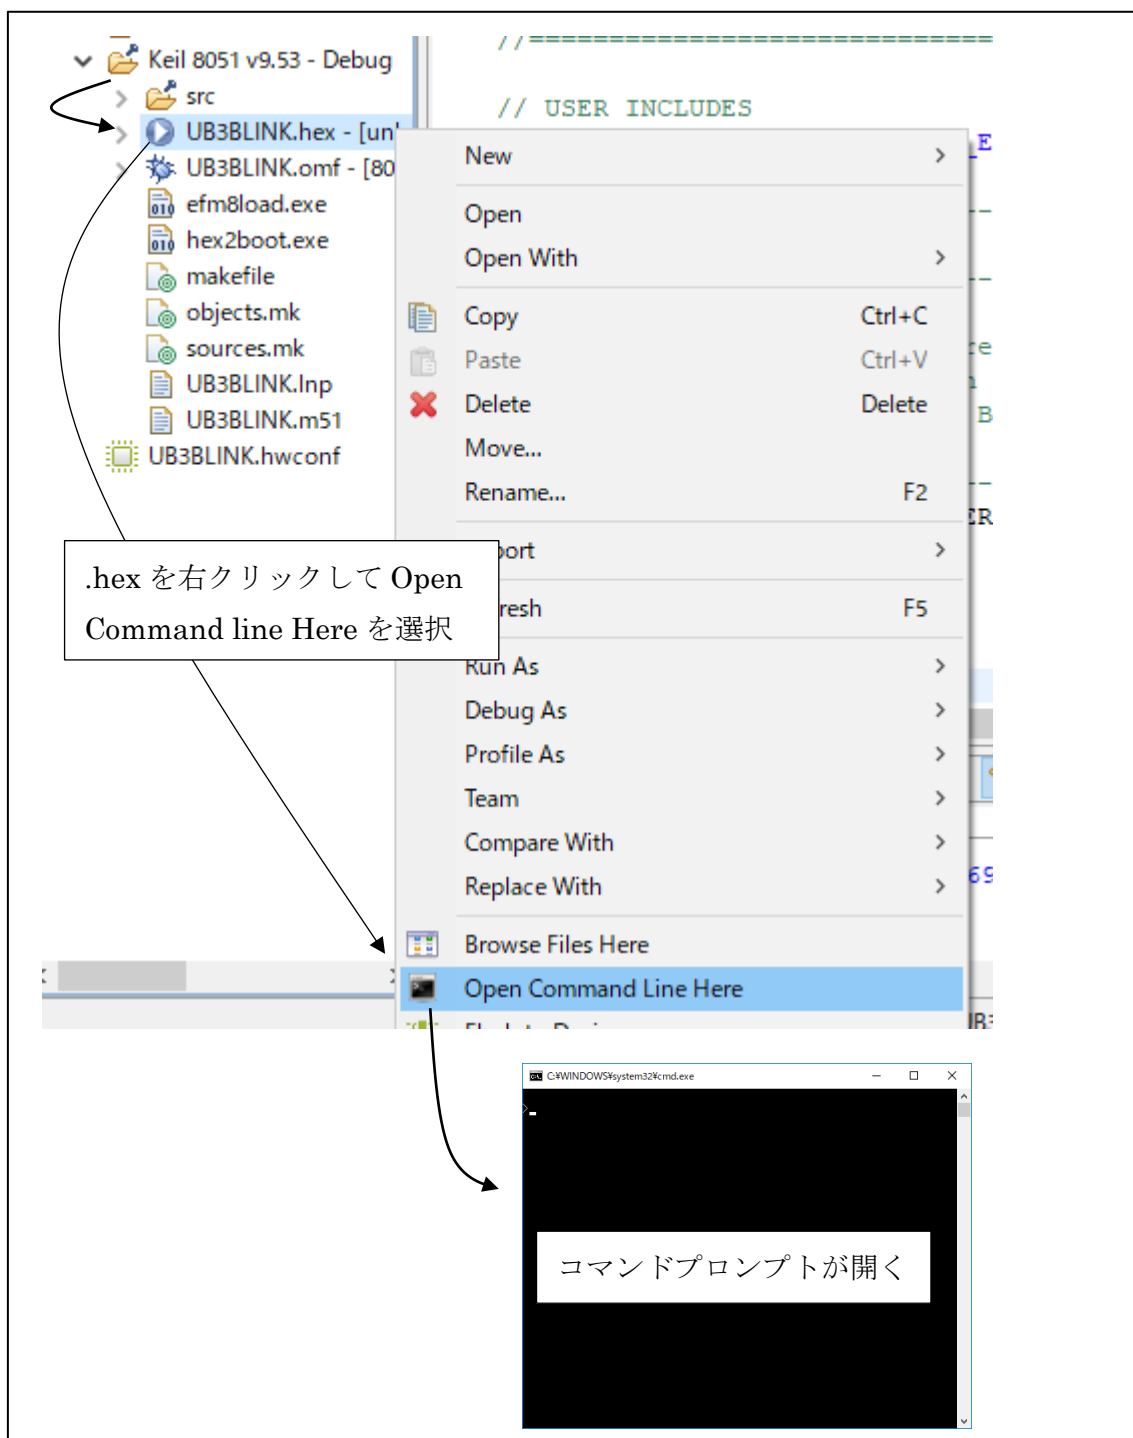 Keil 8051 v9.53 - Debug
src
UB3BLINK.hex - [un
UB3BLINK.omf - [80
efm8load.exe
hex2boot.exe
makefile
objects.mk
sources.mk
UB3BLINK.lnp
UB3BLINK.m51
UB3BLINK.hwconf
//=============================
// USER INCLUDES
New
Open
Open With
Copy Ctrl+C
Paste Ctrl+V
Delete Delete
Move...
Rename... F2
port
resh F5
Run As
Debug As
Profile As
Team
Compare With
Replace With
Browse Files Here
Open Command Line Here
.hex を右クリックして Open
Command line Here を選択
C:¥WINDOWS¥system32¥cmd.exe
>
コマンドプロンプトが開く